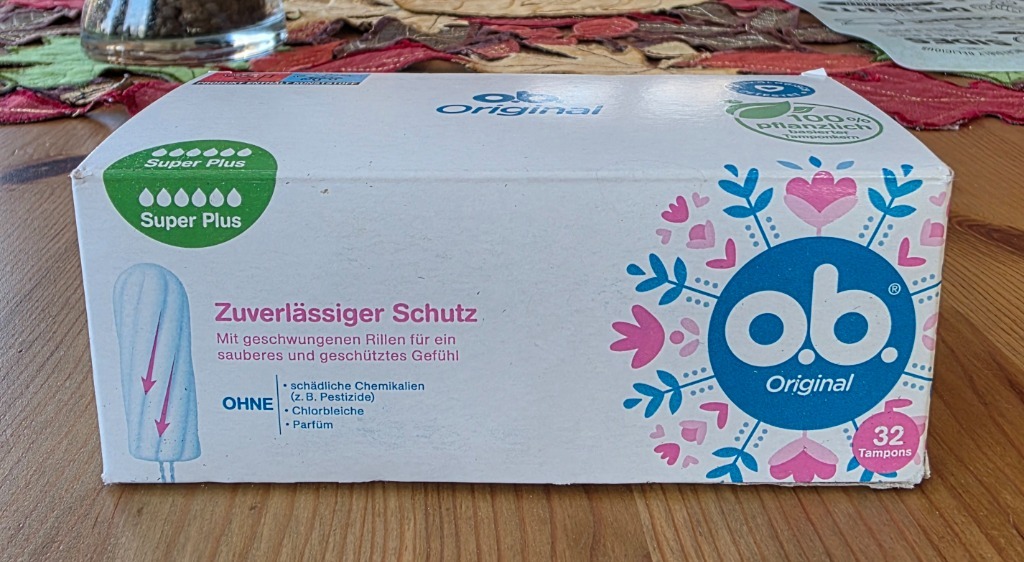 o.b.
Original
100%
pflanzlich
basierter
Tamponkern
Super Plus
Super Plus
Zuverlässiger Schutz
Mit geschwungenen Rillen für ein
sauberes und geschütztes Gefühl
OHNE
• schädliche Chemikalien
(z. B. Pestizide)
• Chlorbleiche
• Parfüm
o.b.®
Original
32
Tampons